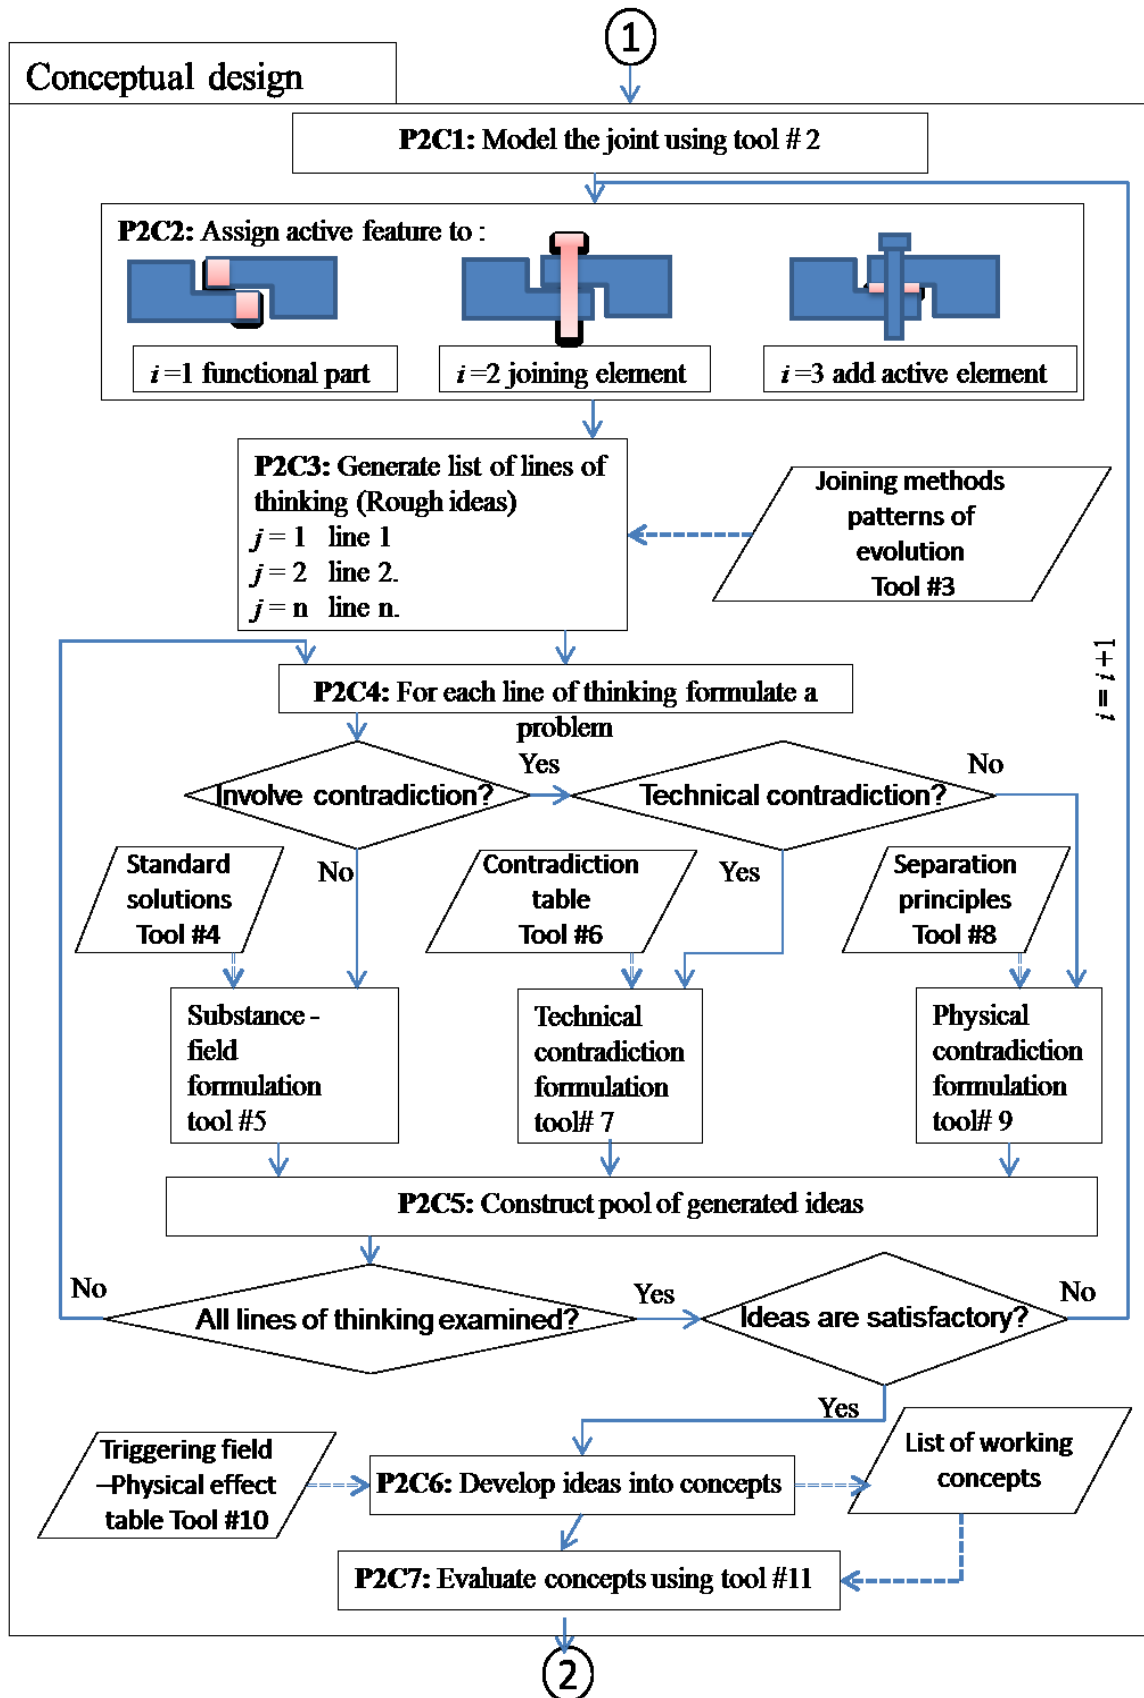 1
Conceptual design
P2C1: Model the joint using tool # 2
P2C2: Assign active feature to :
i =1 functional part
i =2 joining element
i =3 add active element
P2C3: Generate list of lines of
thinking (Rough ideas)
j = 1 line 1
j = 2 line 2.
j = n line n.
Joining methods
patterns of
evolution
Tool #3
i = i +1
P2C4: For each line of thinking formulate a
problem
Involve contradiction?
Yes
Technical contradiction?
No
No
Yes
Standard
solutions
Tool #4
Contradiction
table
Tool #6
Separation
principles
Tool #8
Substance -
field
formulation
tool #5
Technical
contradiction
formulation
tool# 7
Physical
contradiction
formulation
tool# 9
P2C5: Construct pool of generated ideas
No
All lines of thinking examined?
Yes
Ideas are satisfactory?
No
Yes
Triggering field
–Physical effect
table Tool #10
P2C6: Develop ideas into concepts
List of working
concepts
P2C7: Evaluate concepts using tool #11
2